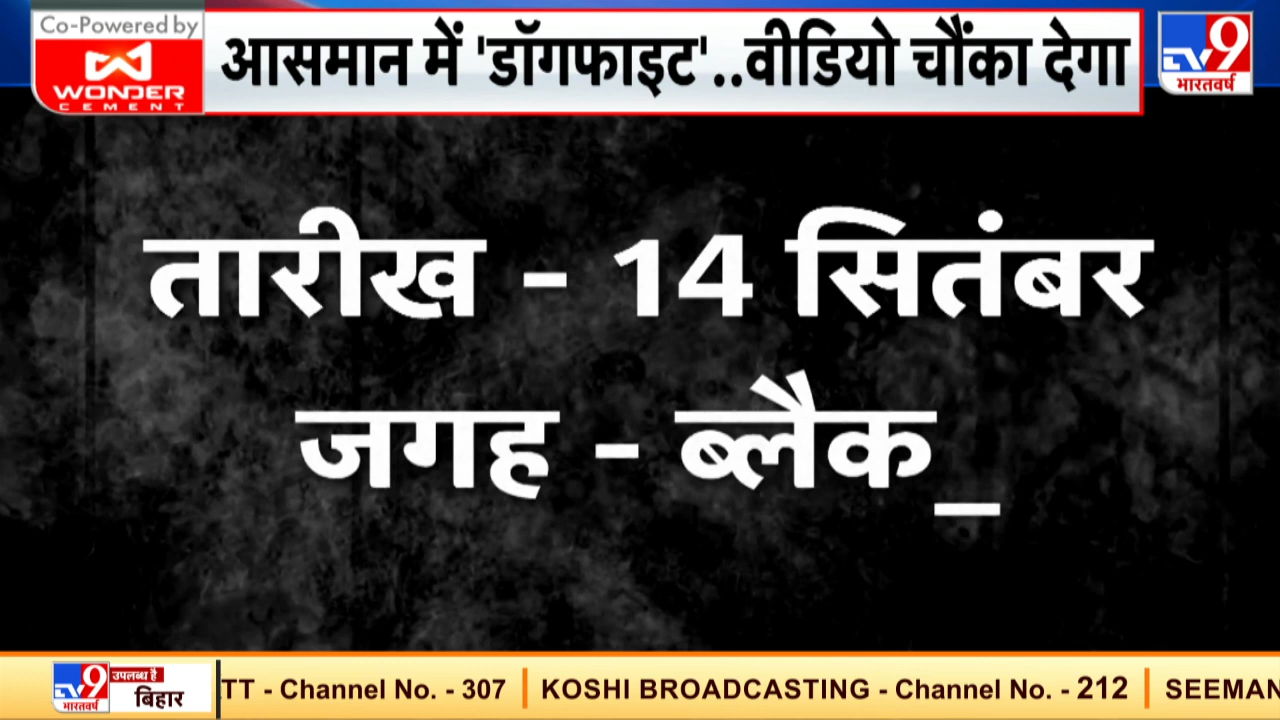 Co-Powered by
WONDER
CEMENT
आसमान में 'डॉगफाइट'..वीडियो चौंका देगा
TV9
भारतवर्ष
तारीख - 14 सितंबर
जगह - ब्लैक_
TV9
भारतवर्ष
उपलब्ध है
बिहार
TT - Channel No. - 307 | KOSHI BROADCASTING - Channel No. - 212 | SEEMAN